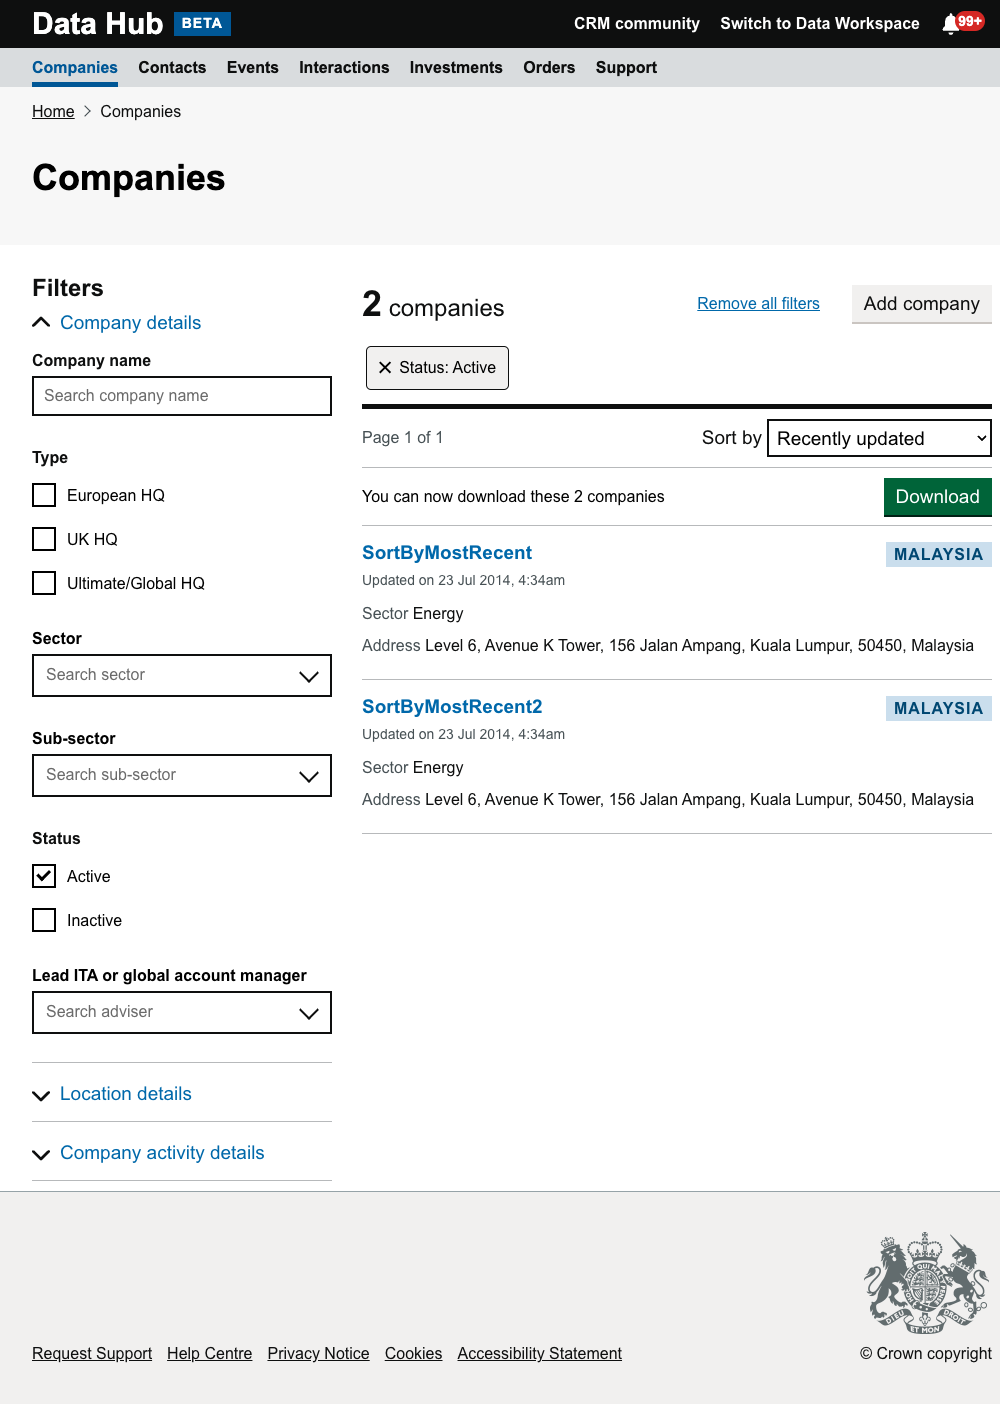 Data Hub BETA
CRM community Switch to Data Workspace 99+
Companies Contacts Events Interactions Investments Orders Support
Home Companies
Companies
Filters
Company details
Company name
Search company name
Type
European HQ
UK HQ
Ultimate/Global HQ
Sector
Search sector
Sub-sector
Search sub-sector
Status
Active
Inactive
Lead ITA or global account manager
Search adviser
Location details
Company activity details
2 companies
Remove all filters
Add company
Status: Active
Page 1 of 1
Sort by Recently updated
You can now download these 2 companies
Download
SortByMostRecent
MALAYSIA
Updated on 23 Jul 2014, 4:34am
Sector Energy
Address Level 6, Avenue K Tower, 156 Jalan Ampang, Kuala Lumpur, 50450, Malaysia
SortByMostRecent2
MALAYSIA
Updated on 23 Jul 2014, 4:34am
Sector Energy
Address Level 6, Avenue K Tower, 156 Jalan Ampang, Kuala Lumpur, 50450, Malaysia
DIEU ET MON DROIT
Request Support Help Centre Privacy Notice Cookies Accessibility Statement
© Crown copyright